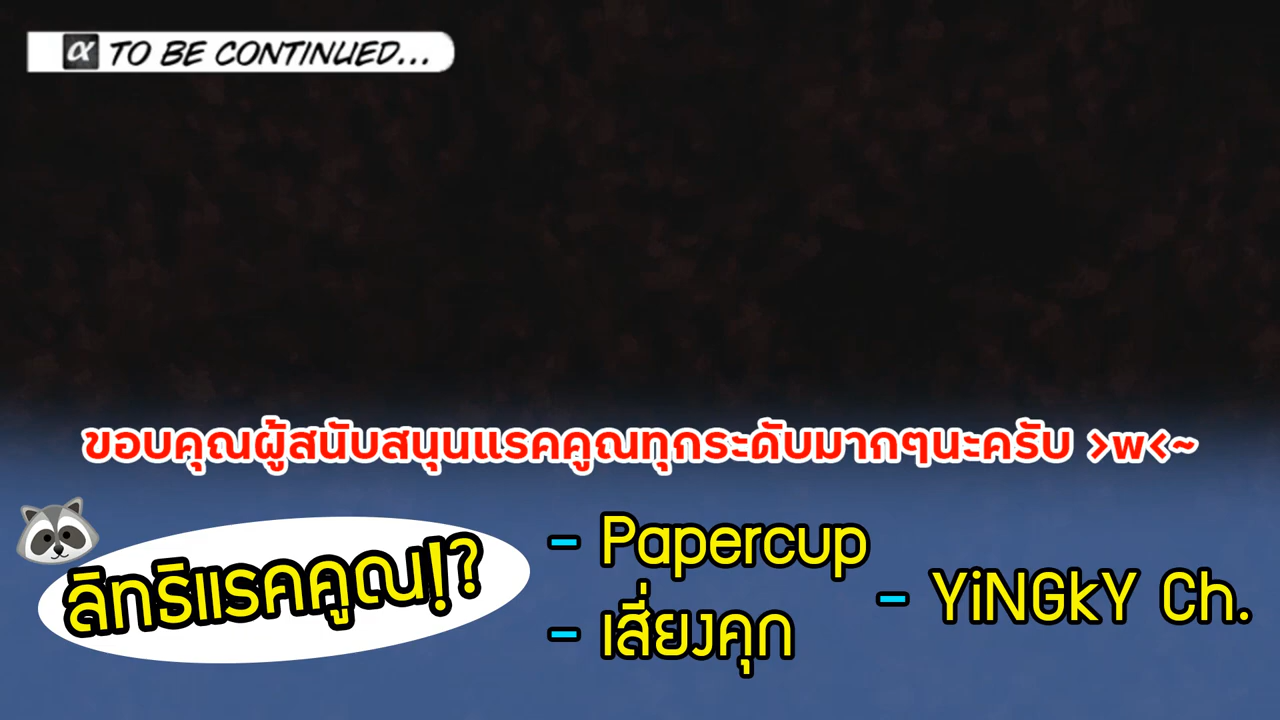 α TO BE CONTINUED...
ขอบคุณผู้สนับสนุนแรคคูณทุกระดับมากๆนะครับ >w<~
ลิทธิแรคคูณ!?
- Papercup
- YiNGkY Ch.
- เสี่ยงคุก